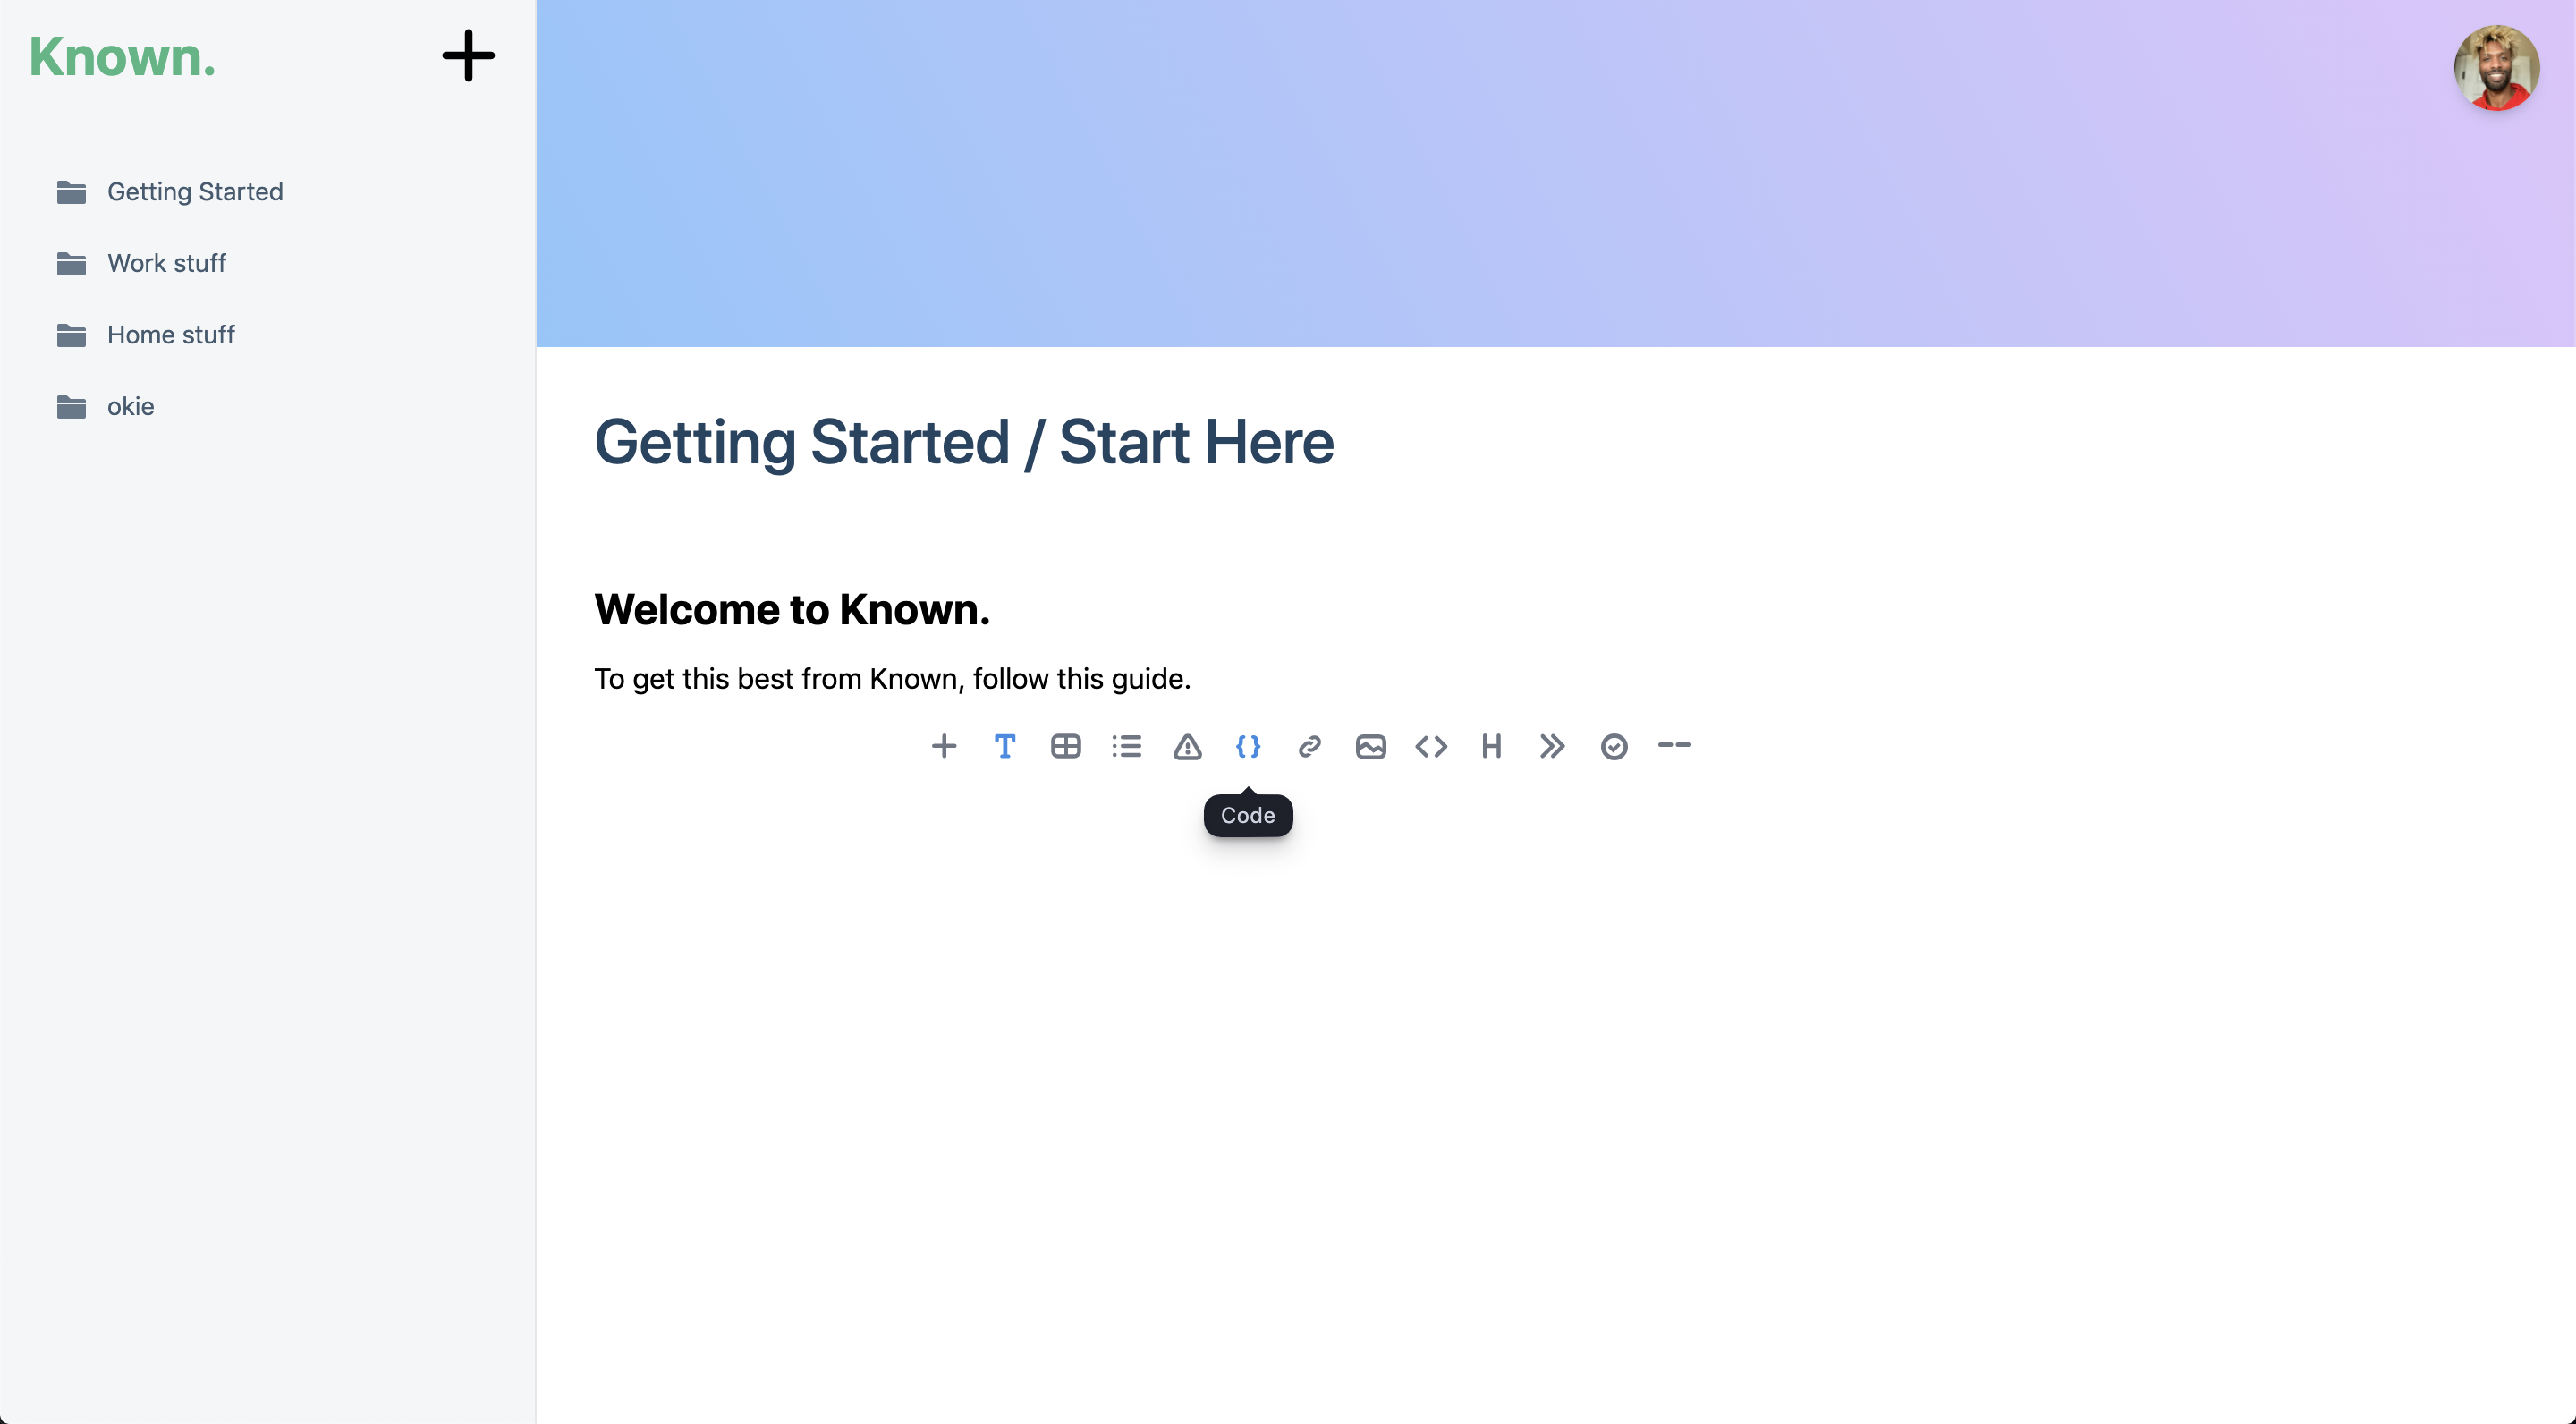 Known.
Getting Started
Work stuff
Home stuff
okie
Getting Started / Start Here
Welcome to Known.
To get this best from Known, follow this guide.
Code